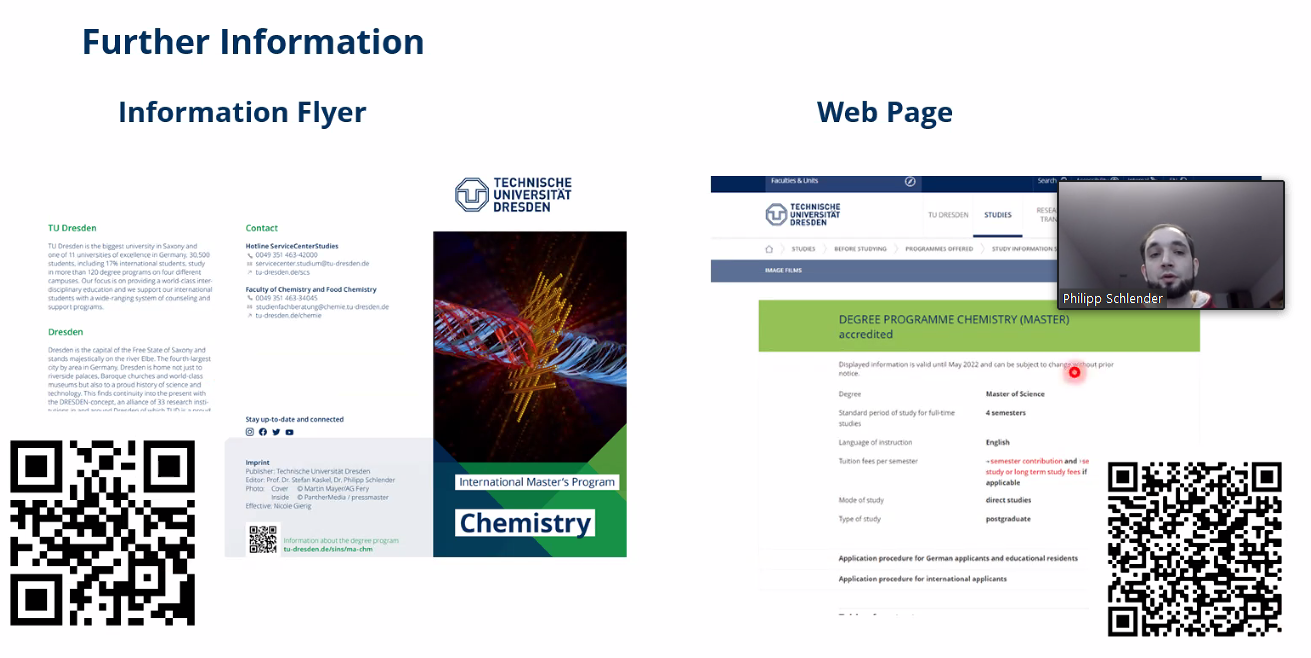 Further Information
Information Flyer
TECHNISCHE
UNIVERSITÄT
DRESDEN
TU Dresden
TU Dresden is the biggest university in Saxony and
one of 11 universities of excellence in Germany. 30,500
students, including 17% international students, study
in more than 120 degree programs on four different
campuses. Our focus is on providing a world-class inter-
disciplinary education and we support our international
students with a wide-ranging system of counseling and
support programs.
Dresden
Dresden is the capital of the Free State of Saxony and
stands majestically on the river Elbe. The fourth-largest
city by area in Germany, Dresden is home not just to
riverside palaces, Baroque churches and world-class
museums but also to a proud history of science and
technology. This finds continuity into the present with
the DRESDEN-concept, an alliance of 33 research insti-
tutions in and around Dresden of which TUD is a proud
Contact
Hotline ServiceCenterStudies
0049 351 463-42000
servicecenter.studium@tu-dresden.de
tu-dresden.de/scs
Faculty of Chemistry and Food Chemistry
0049 351 463-34045
studienfachberatung@chemie.tu-dresden.de
tu-dresden.de/chemie
Stay up-to-date and connected
Imprint
Publisher: Technische Universität Dresden
Editor: Prof. Dr. Stefan Kaskel, Dr. Philipp Schlender
Photo: Cover © Martin Mayer/AG Fery
Inside © PantherMedia / pressmaster
Effective: Nicole Gierig
Information about the degree program
tu-dresden.de/sins/ma-chm
International Master's Program
Chemistry
Web Page
Faculties & Units
Search
TECHNISCHE
UNIVERSITÄT
DRESDEN
TU DRESDEN
STUDIES
STUDIES
BEFORE STUDYING
PROGRAMMES OFFERED
STUDY INFORMATION S
IMAGE FILMS
Philipp Schlender
DEGREE PROGRAMME CHEMISTRY (MASTER)
accredited
Displayed information is valid until May 2022 and can be subject to change without prior
notice.
Degree Master of Science
Standard period of study for full-time 4 semesters
studies
Language of instruction English
Tuition fees per semester semester contribution and se
study or long term study fees if
applicable
Mode of study direct studies
Type of study postgraduate
Application procedure for German applicants and educational residents
Application procedure for international applicants